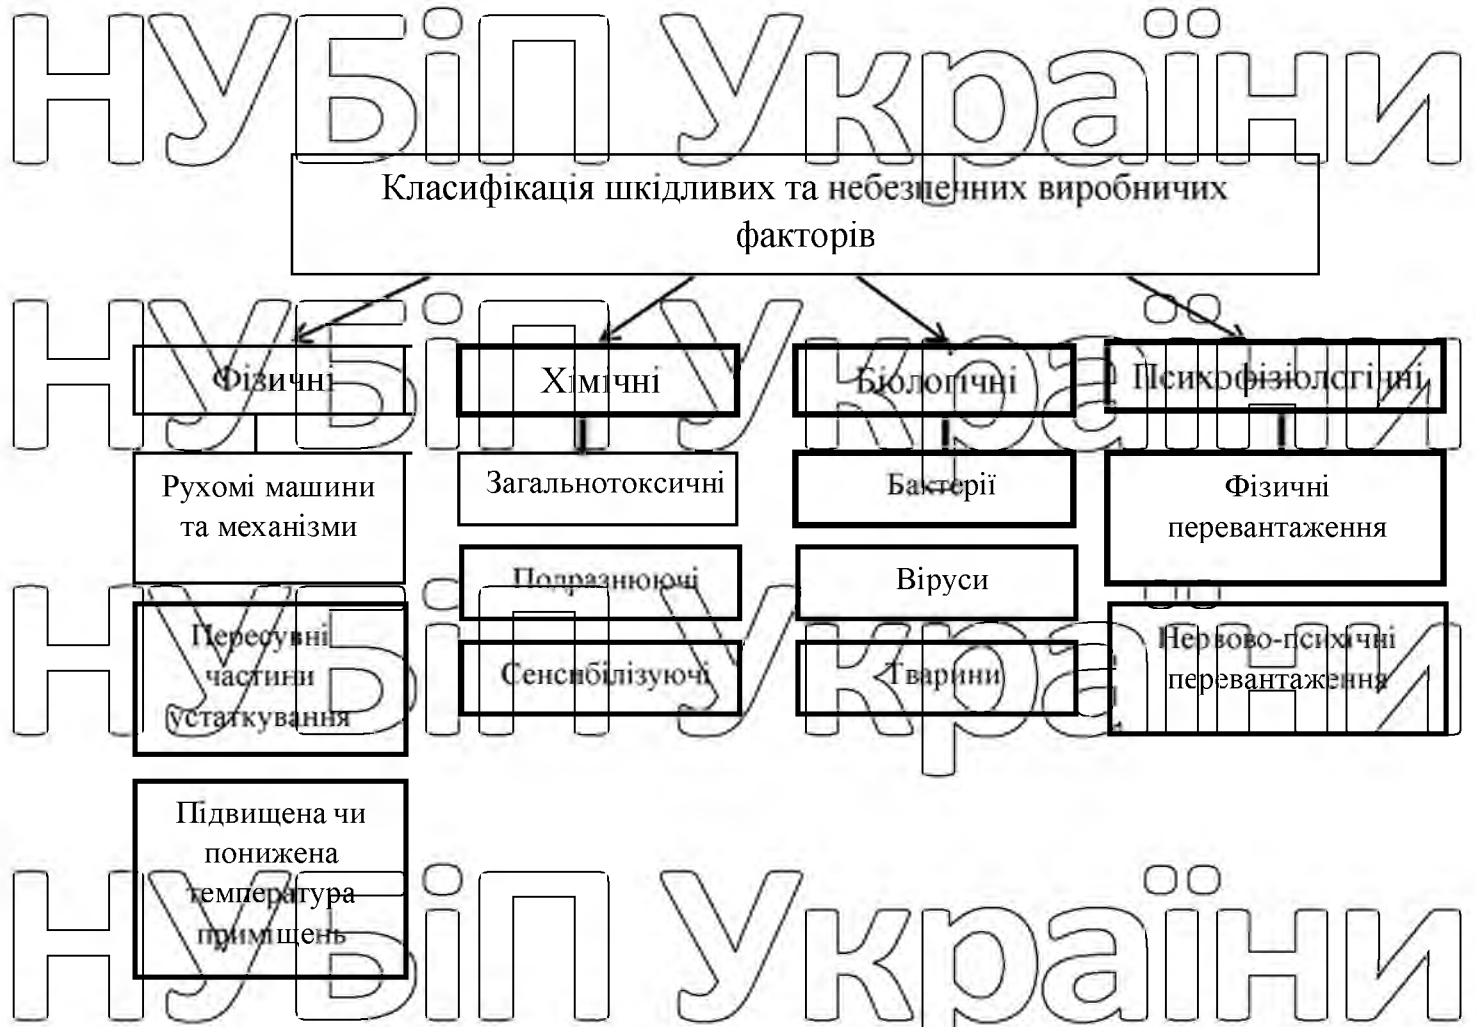 НУБіП України
Класифікація шкідливих та небезпечних виробничих
факторів
НУБіП України
Фізичні
Хімічні
Біологічні
Психофізіологічні
Рухомі машини
та механізми
Загальнотоксичні
Бактерії
Фізичні
перевантаження
Подразнюючі
Віруси
НУБіП України
Пересувні
частини
устаткування
Сенсибілізуючі
Тварини
Нервово-психічні
перевантаження
Підвищена чи
понижена
температура
приміщень
НУБіП України